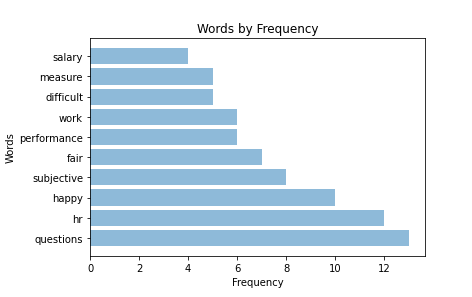 Words by Frequency
salary
measure
difficult
work
performance
fair
subjective
happy
hr
questions
Words
0 2 4 6 8 10 12
Frequency